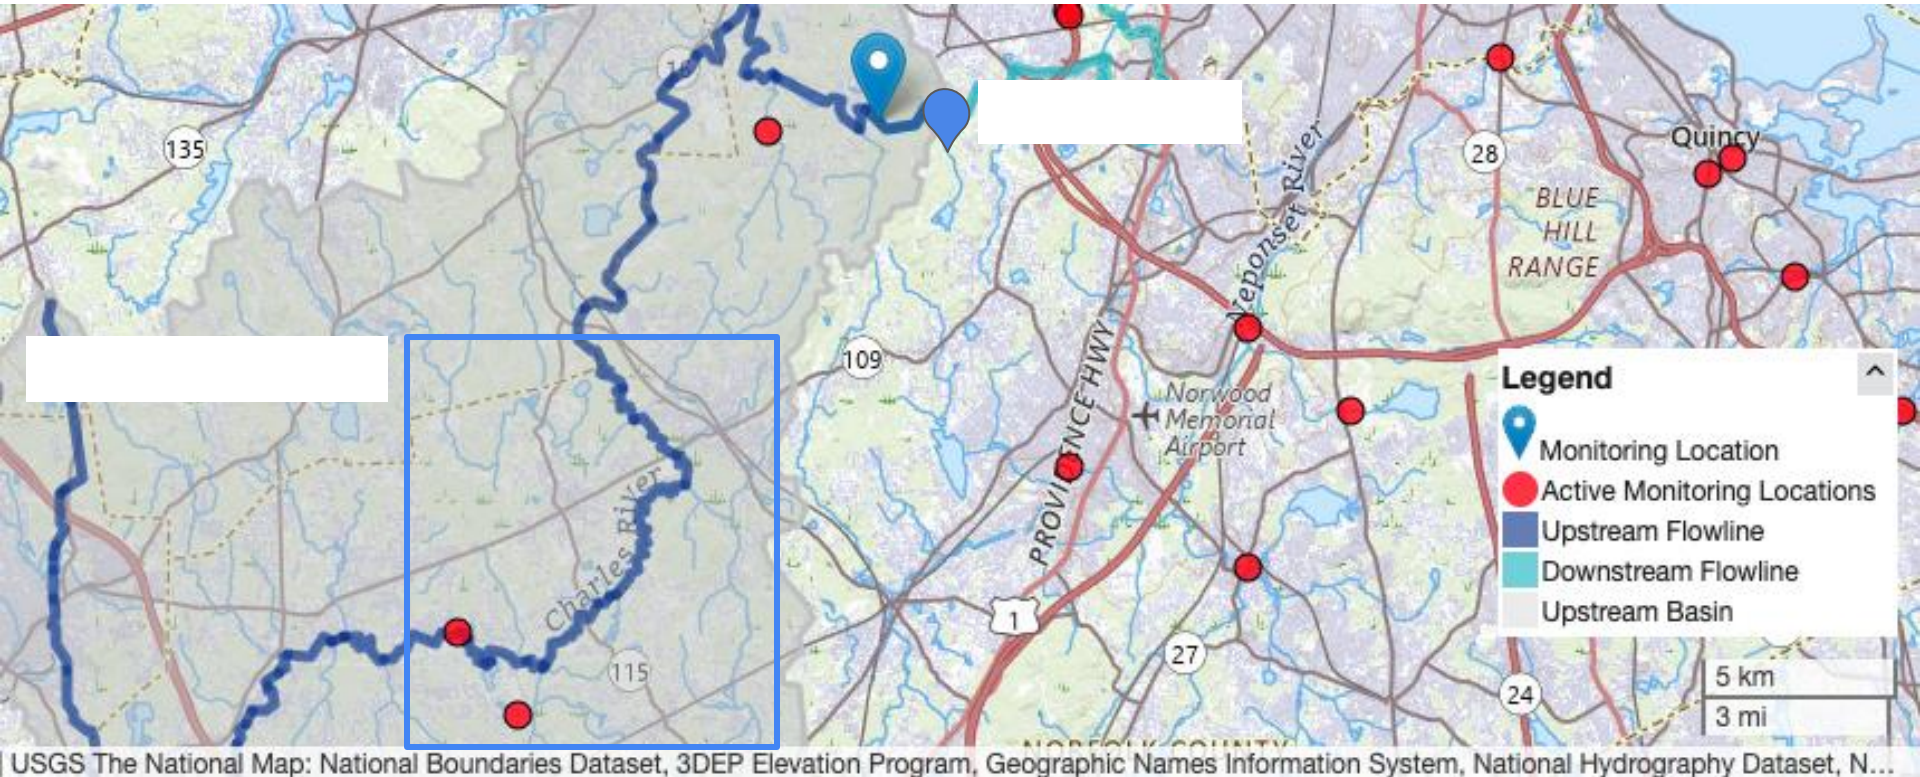 16
135
Quincy
28
BLUE
HILL
RANGE
Neponset River
109
PROVIDENCE HWY
Norwood
Memorial
Airport
Legend
Monitoring Location
Active Monitoring Locations
Upstream Flowline
Downstream Flowline
Upstream Basin
Charles River
1
115
27
24
5 km
3 mi
NORFOLK COUNTY
USGS The National Map: National Boundaries Dataset, 3DEP Elevation Program, Geographic Names Information System, National Hydrography Dataset, N...